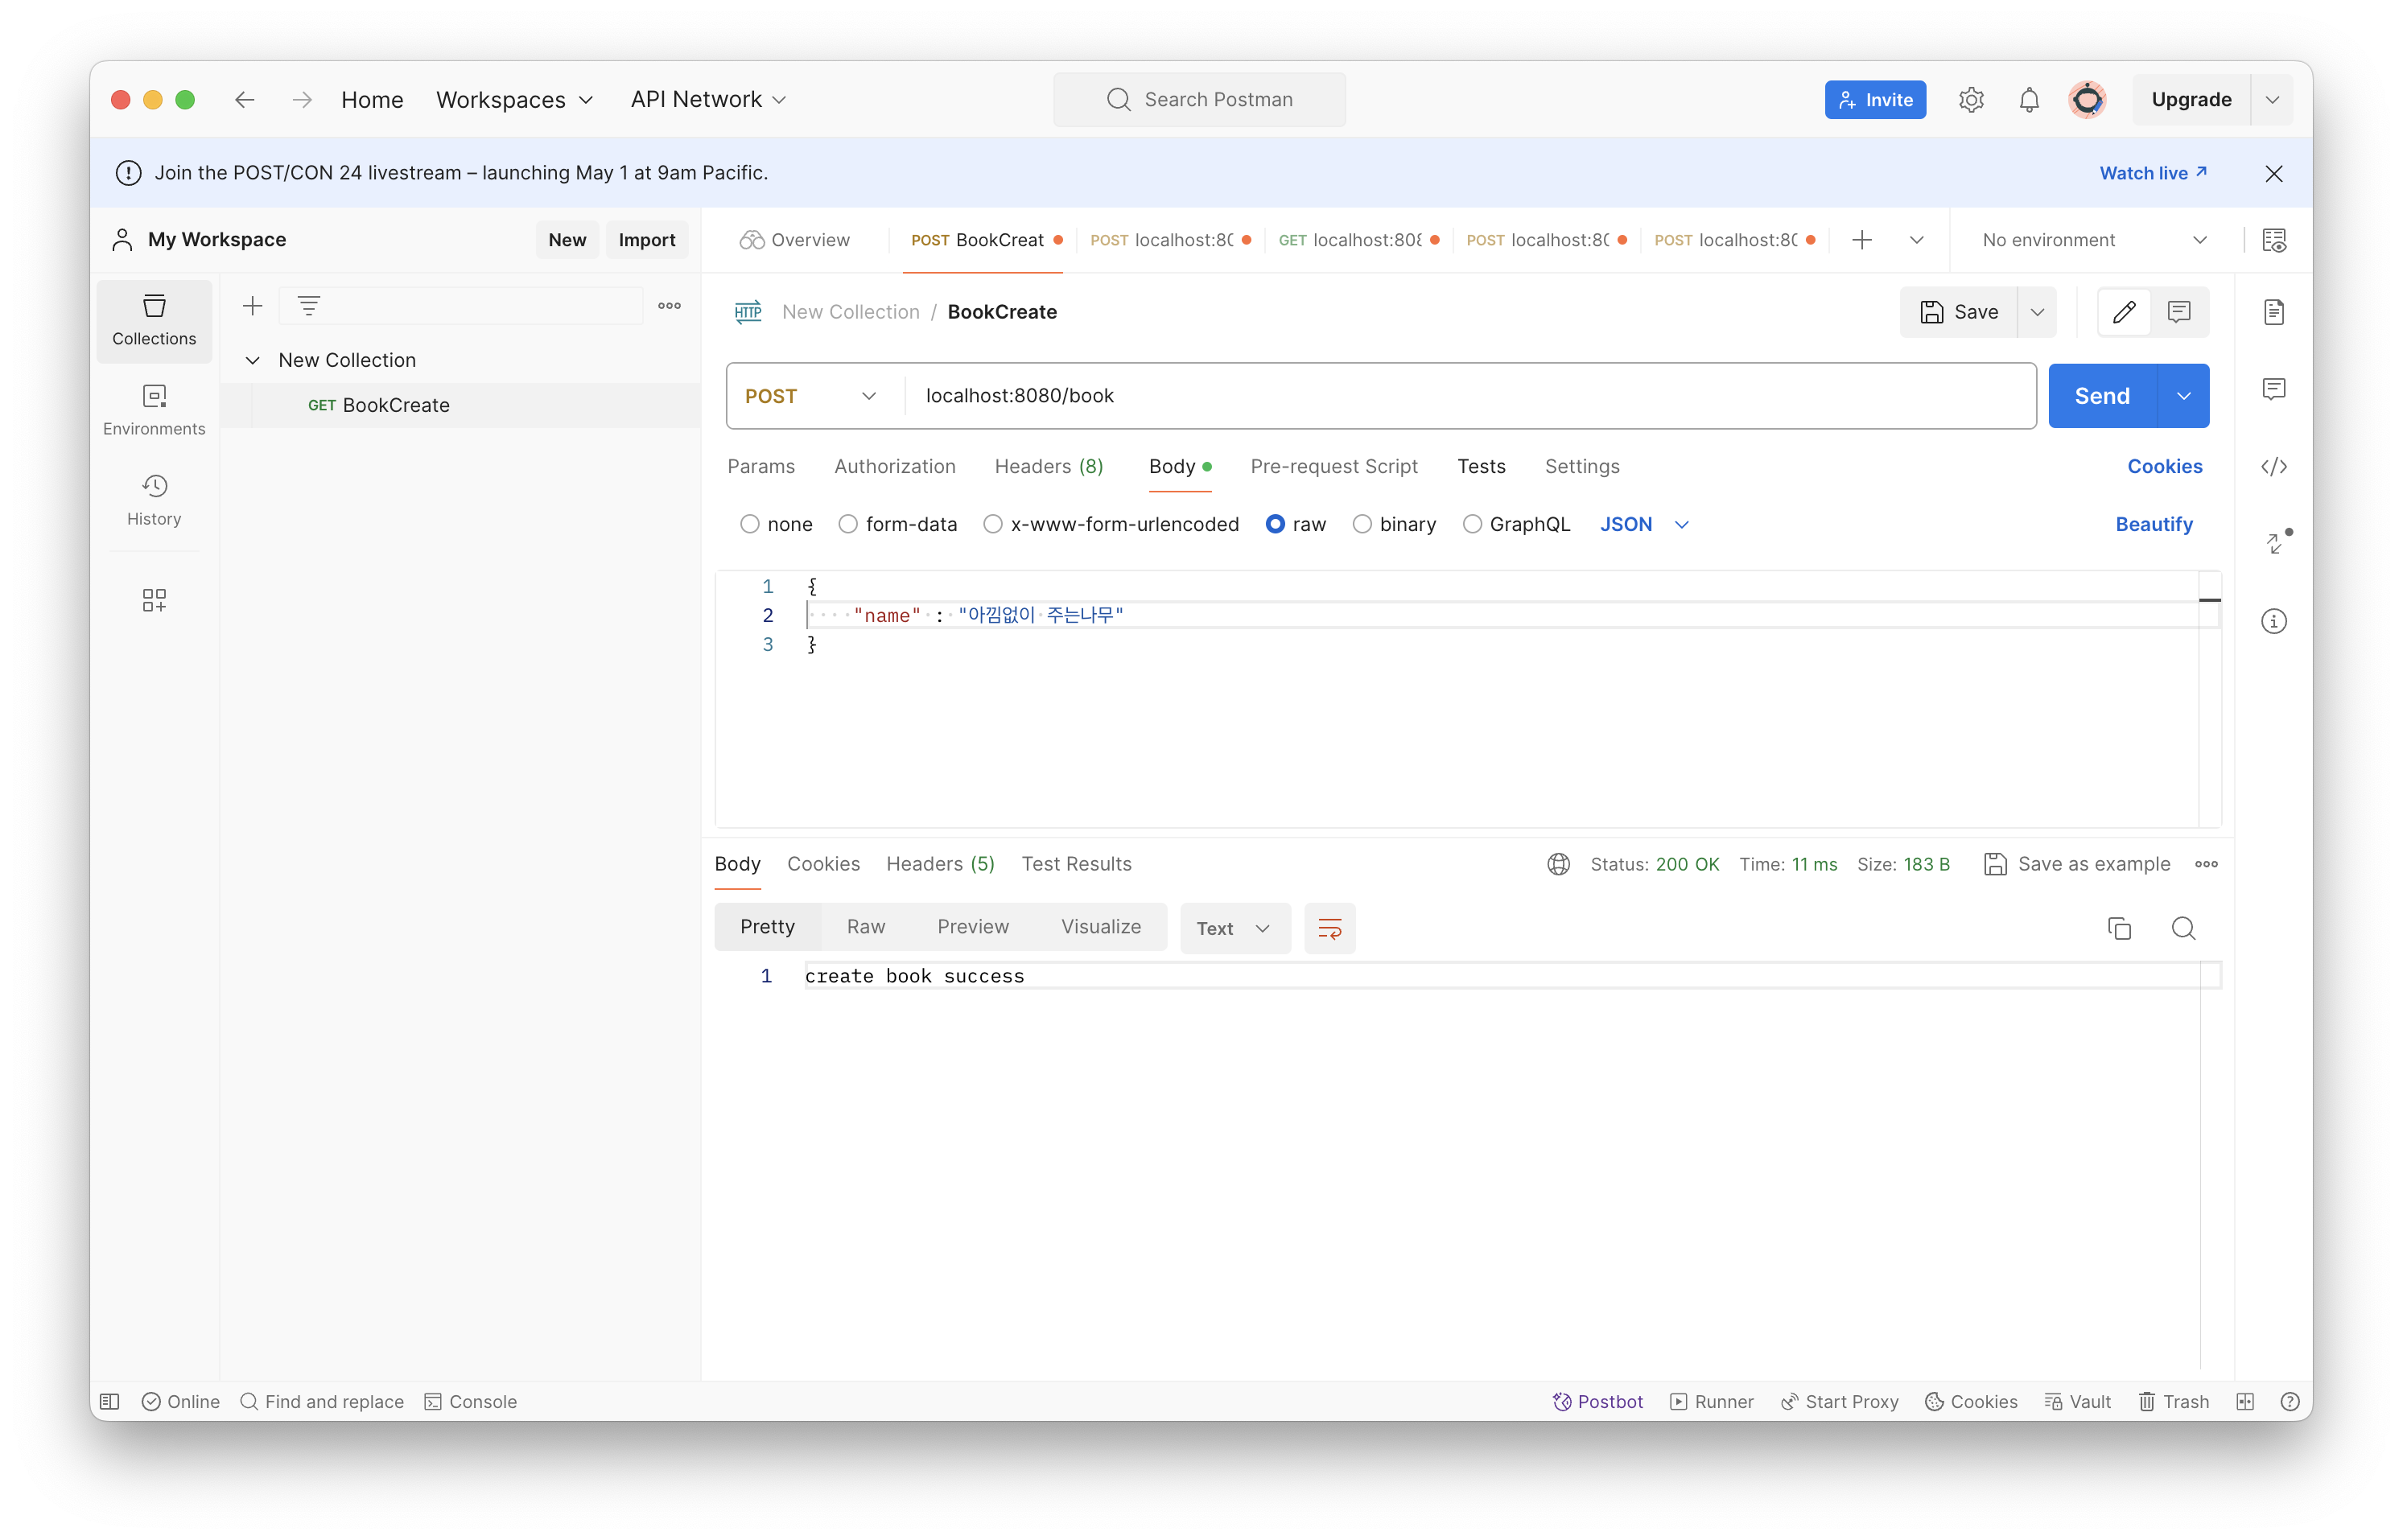 Home Workspaces API Network Search Postman Invite Upgrade
Join the POST/CON 24 livestream – launching May 1 at 9am Pacific. Watch live
My Workspace New Import
Overview POST BookCreat POST localhost:80 GET localhost:808 POST localhost:80 POST localhost:80 No environment
Collections
Environments
History
New Collection
GET BookCreate
HTTP New Collection / BookCreate Save
POST localhost:8080/book Send
Params Authorization Headers (8) Body Pre-request Script Tests Settings Cookies
none form-data x-www-form-urlencoded raw binary GraphQL JSON Beautify
1 {
2 "name" : "아낌없이 주는나무"
3 }
Body Cookies Headers (5) Test Results Status: 200 OK Time: 11 ms Size: 183 B Save as example
Pretty Raw Preview Visualize Text
1 create book success
Online Find and replace Console Postbot Runner Start Proxy Cookies Vault Trash